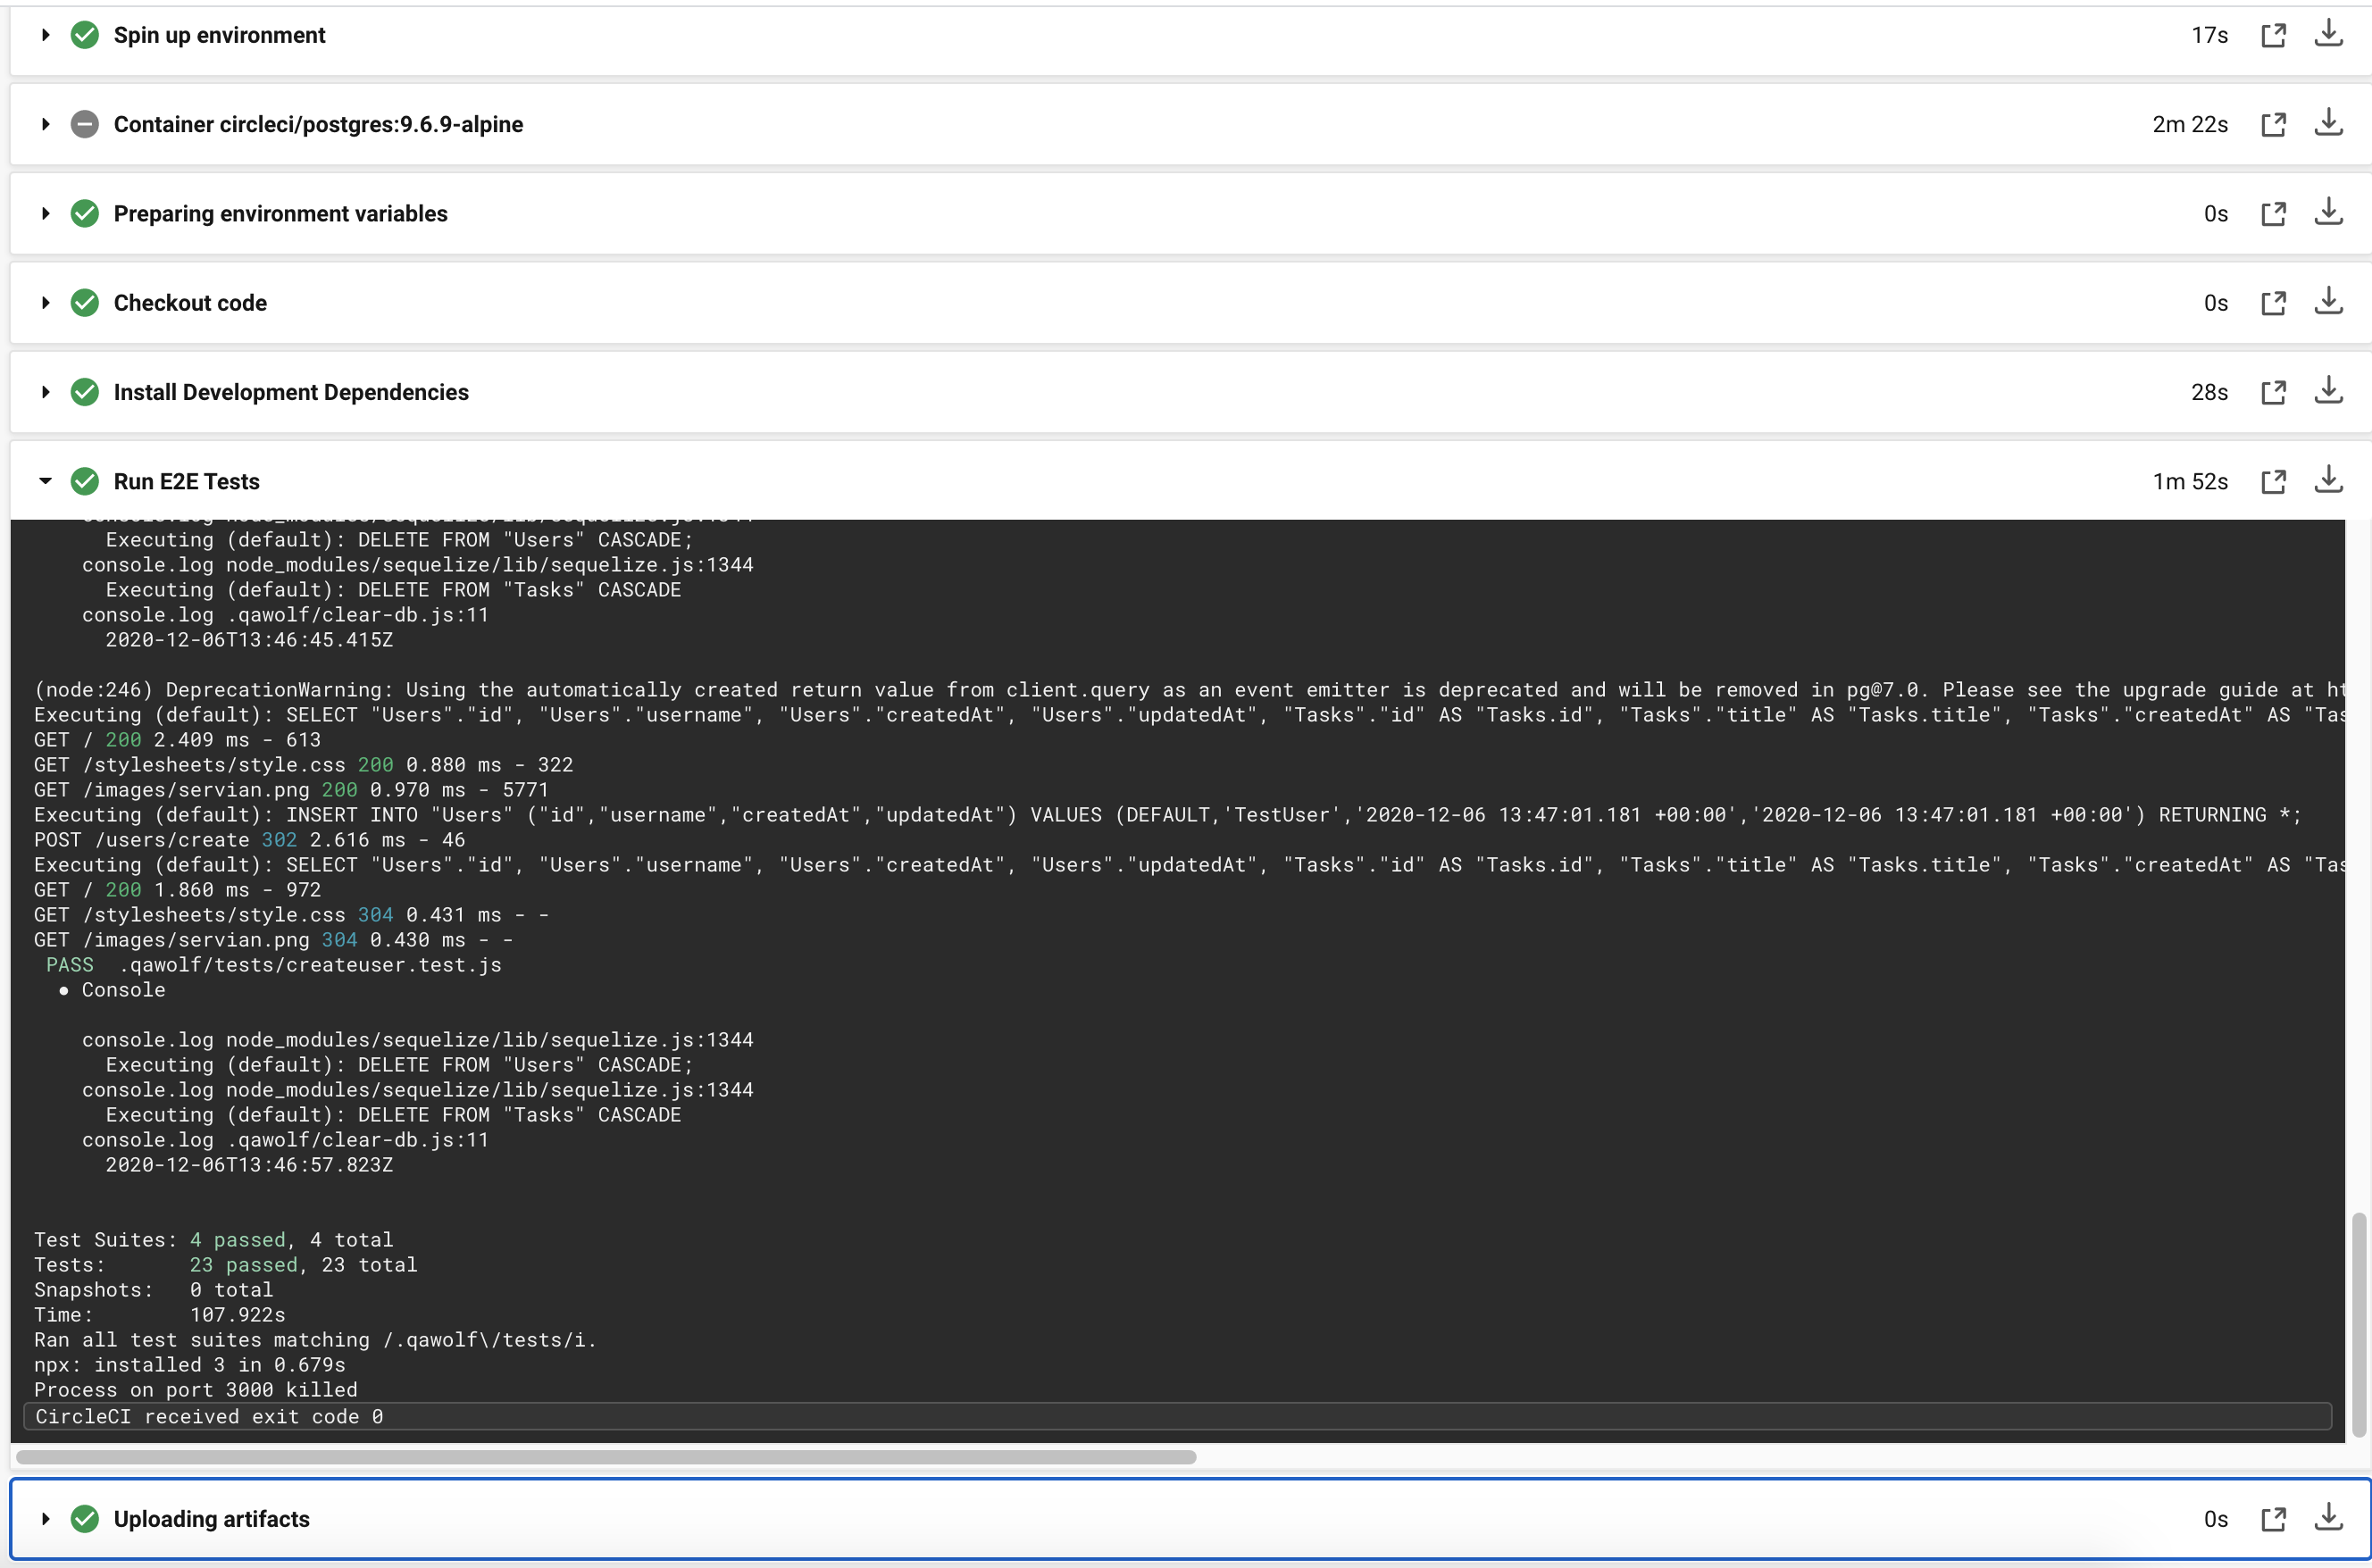 Spin up environment 17s
Container circleci/postgres:9.6.9-alpine 2m 22s
Preparing environment variables 0s
Checkout code 0s
Install Development Dependencies 28s
Run E2E Tests 1m 52s
Executing (default): DELETE FROM "Users" CASCADE;
console.log node_modules/sequelize/lib/sequelize.js:1344
Executing (default): DELETE FROM "Tasks" CASCADE
console.log .qawolf/clear-db.js:11
2020-12-06T13:46:45.415Z
(node:246) DeprecationWarning: Using the automatically created return value from client.query as an event emitter is deprecated and will be removed in pg@7.0. Please see the upgrade guide at ht
Executing (default): SELECT "Users"."id", "Users"."username", "Users"."createdAt", "Users"."updatedAt", "Tasks"."id" AS "Tasks.id", "Tasks"."title" AS "Tasks.title", "Tasks"."createdAt" AS "Tas
GET / 200 2.409 ms - 613
GET /stylesheets/style.css 200 0.880 ms - 322
GET /images/servian.png 200 0.970 ms - 5771
Executing (default): INSERT INTO "Users" ("id","username","createdAt","updatedAt") VALUES (DEFAULT,'TestUser','2020-12-06 13:47:01.181 +00:00','2020-12-06 13:47:01.181 +00:00') RETURNING *;
POST /users/create 302 2.616 ms - 46
Executing (default): SELECT "Users"."id", "Users"."username", "Users"."createdAt", "Users"."updatedAt", "Tasks"."id" AS "Tasks.id", "Tasks"."title" AS "Tasks.title", "Tasks"."createdAt" AS "Tas
GET / 200 1.860 ms - 972
GET /stylesheets/style.css 304 0.431 ms - -
GET /images/servian.png 304 0.430 ms - -
PASS .qawolf/tests/createuser.test.js
● Console
console.log node_modules/sequelize/lib/sequelize.js:1344
Executing (default): DELETE FROM "Users" CASCADE;
console.log node_modules/sequelize/lib/sequelize.js:1344
Executing (default): DELETE FROM "Tasks" CASCADE
console.log .qawolf/clear-db.js:11
2020-12-06T13:46:57.823Z
Test Suites: 4 passed, 4 total
Tests: 23 passed, 23 total
Snapshots: 0 total
Time: 107.922s
Ran all test suites matching /.qawolf\/tests/i.
npx: installed 3 in 0.679s
Process on port 3000 killed
CircleCI received exit code 0
Uploading artifacts 0s